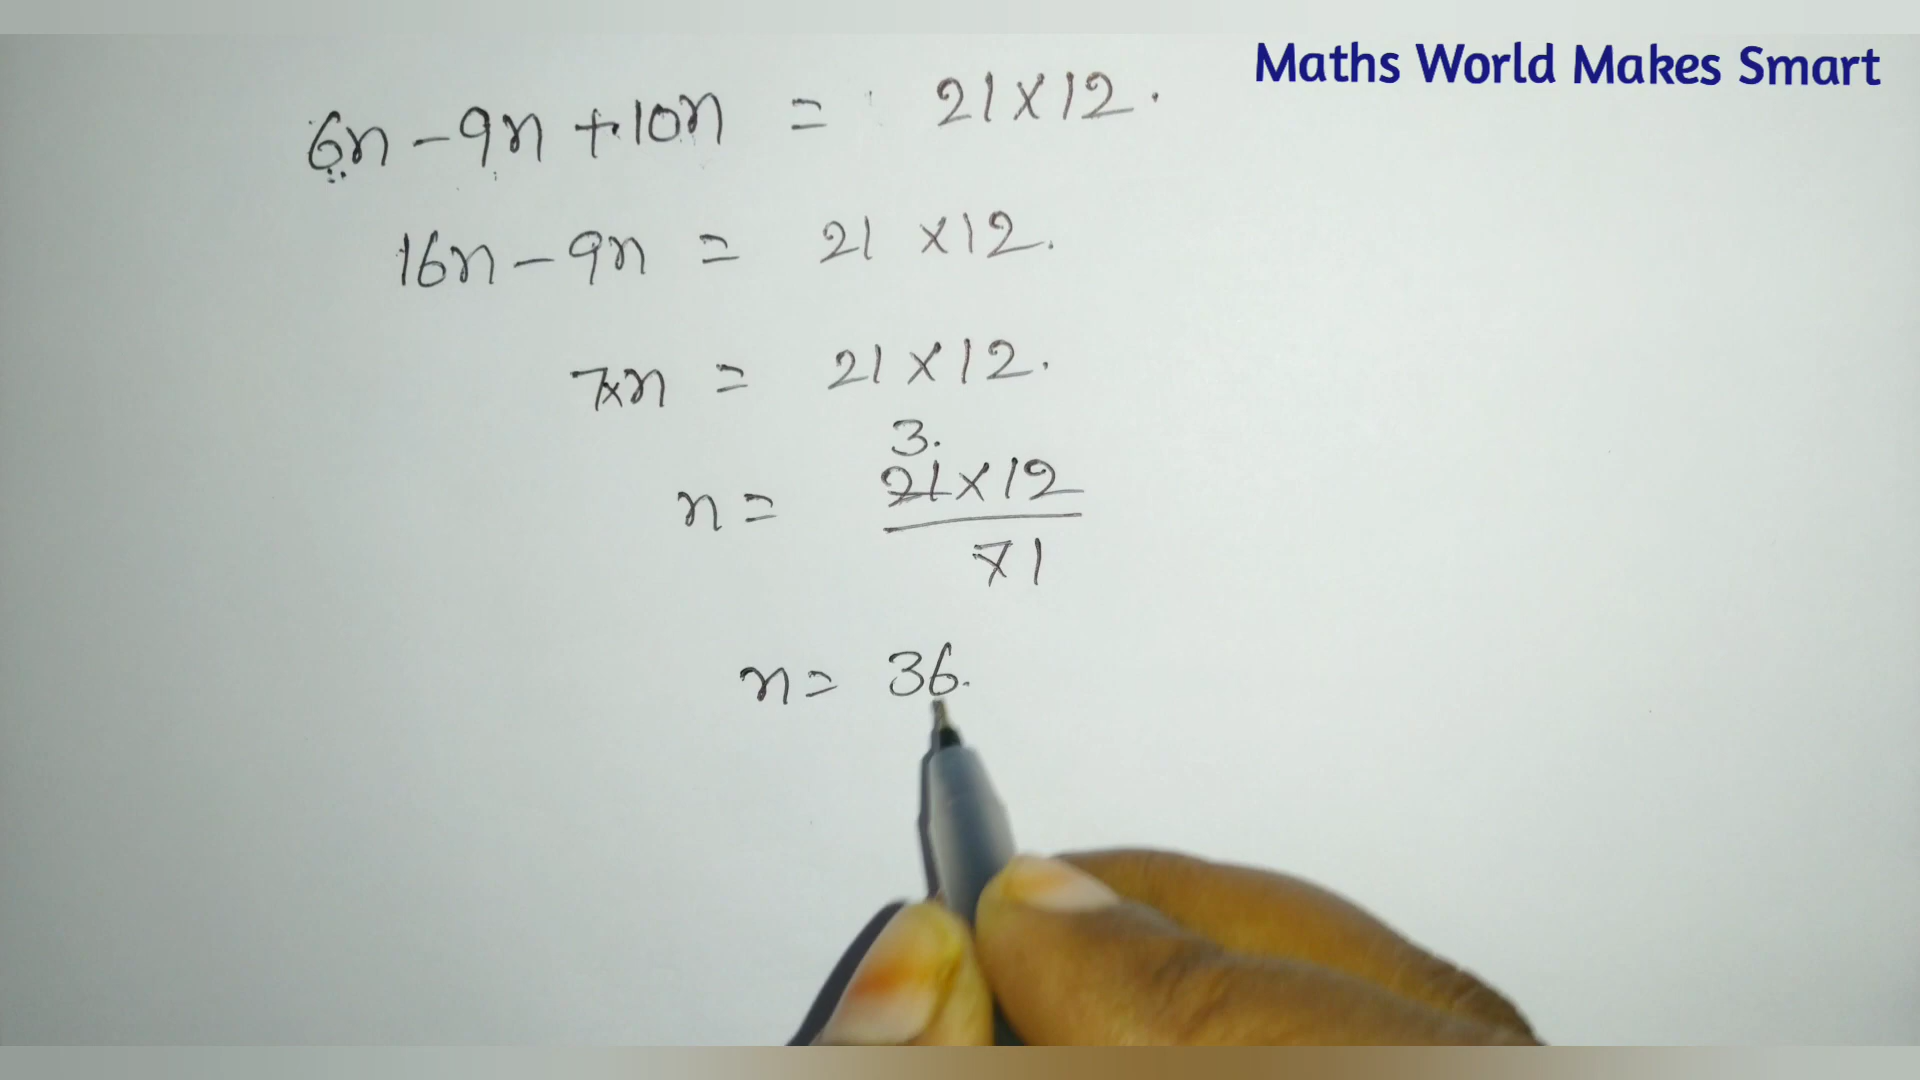 Maths World Makes Smart
6n - 9n + 10n = 21 × 12.
16n - 9n = 21 × 12.
7×n = 21 × 12.
3.
n = 21 × 12
7 1
n = 36.